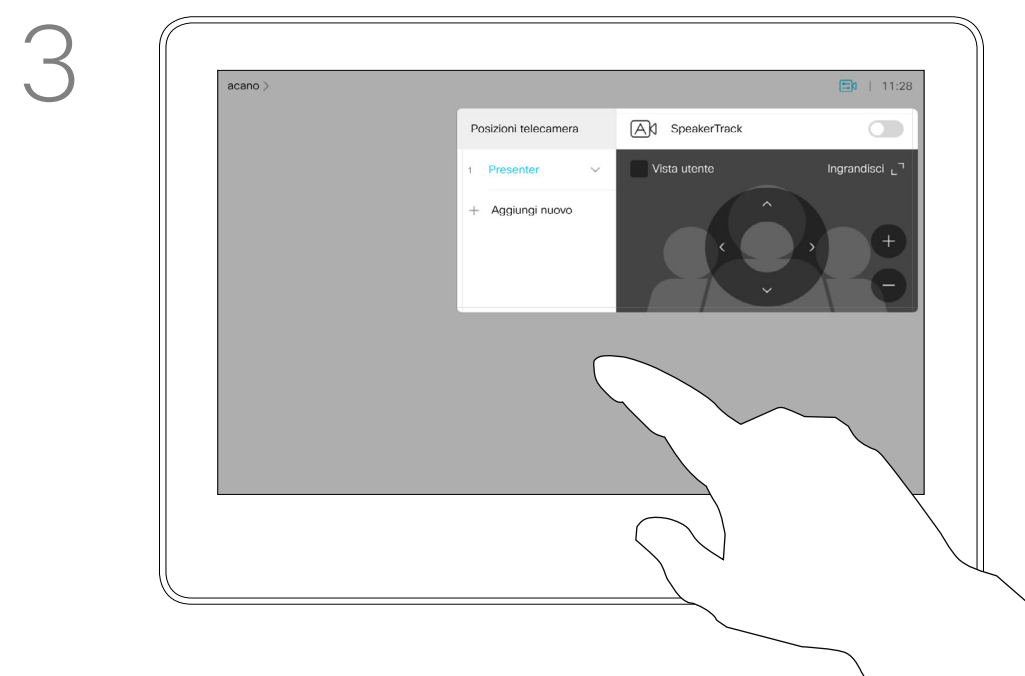 3
acano >
11:28
Posizioni telecamera
SpeakerTrack
1 Presenter
Vista utente
Ingrandisci
+ Aggiungi nuovo